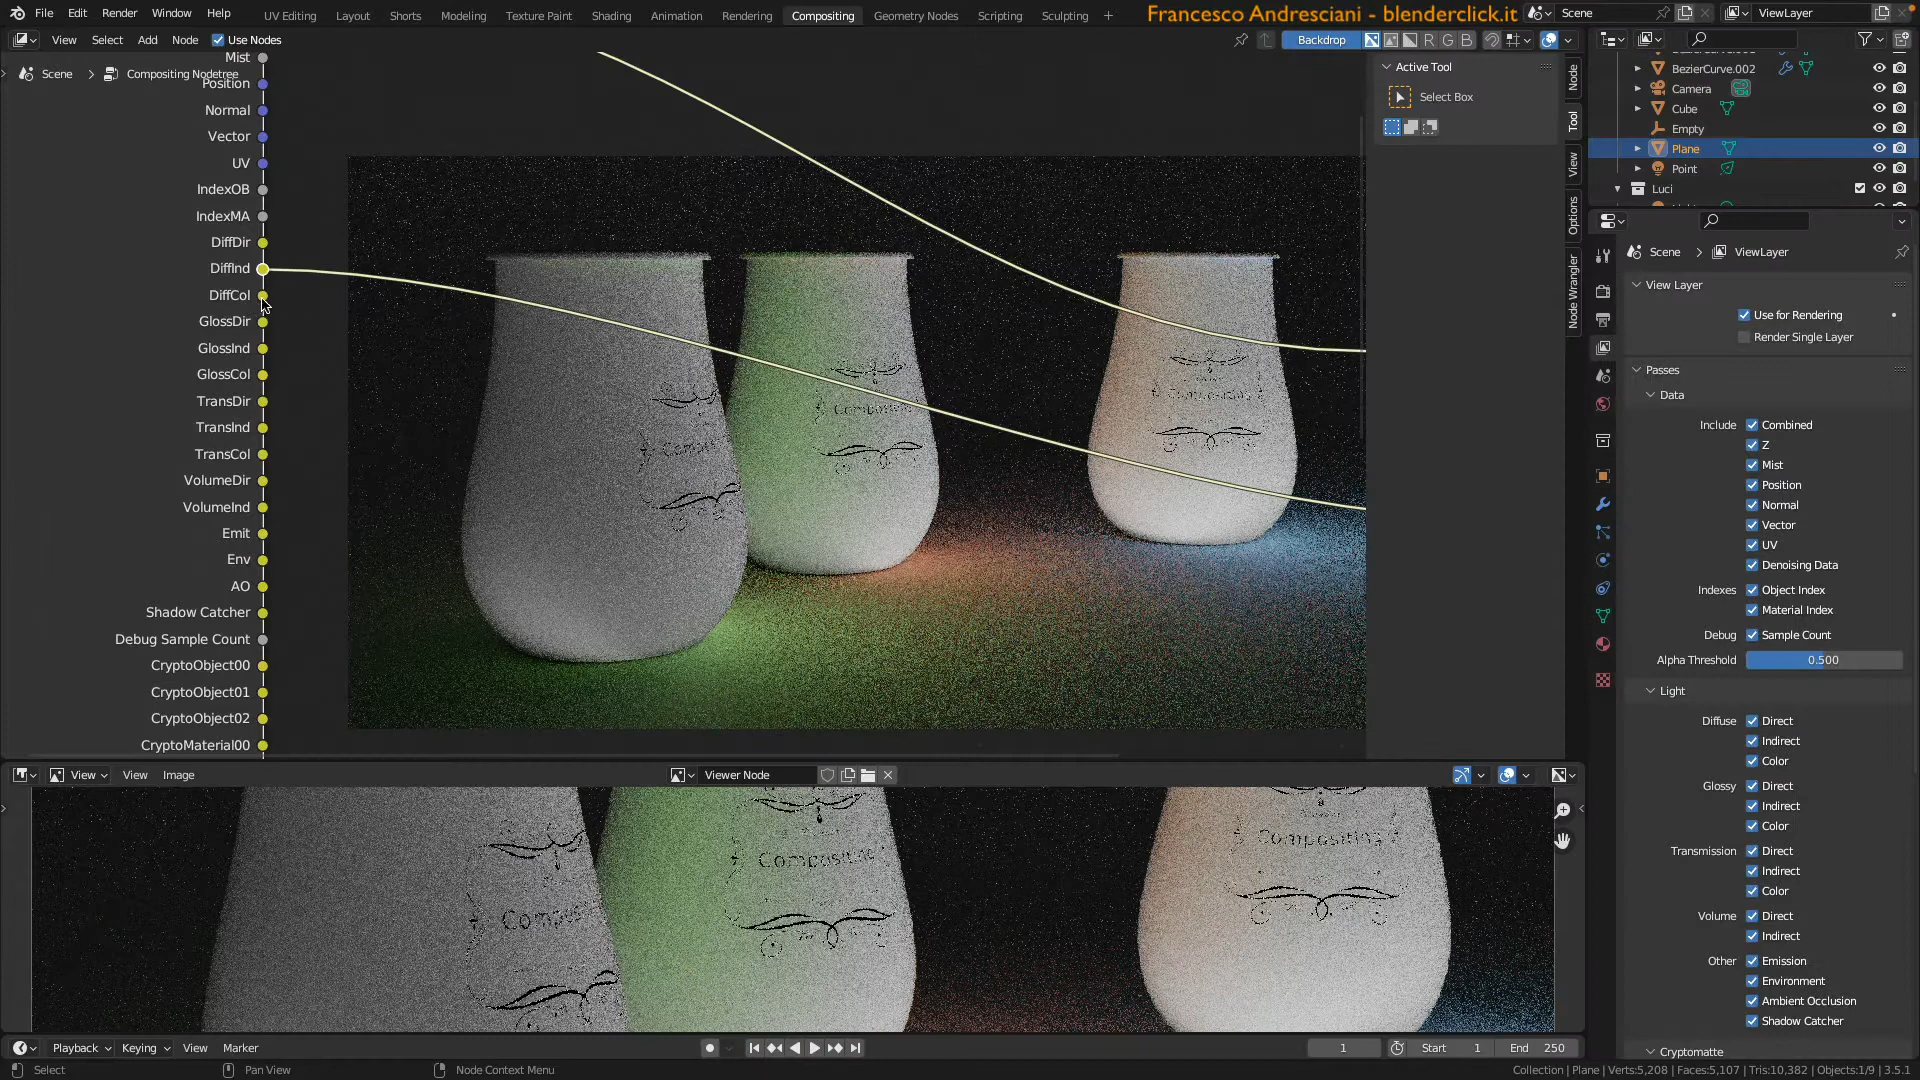 File Edit Render Window Help
UV Editing Layout Shorts Modeling Texture Paint Shading Animation Rendering Compositing Geometry Nodes Scripting Sculpting +
Francesco Andresciani - blenderclick.it
Scene
ViewLayer
View Select Add Node Use Nodes
Backdrop
R G B
Scene
Compositing Nodetree
Mist
Position
Normal
Vector
UV
IndexOB
IndexMA
DiffDir
DiffInd
DiffCol
GlossDir
GlossInd
GlossCol
TransDir
TransInd
TransCol
VolumeDir
VolumeInd
Emit
Env
AO
Shadow Catcher
Debug Sample Count
CryptoObject00
CryptoObject01
CryptoObject02
CryptoMaterial00
Active Tool
Select Box
Node
Tool
View
Options
Node Wrangler
BezierCurve.002
Camera
Cube
Empty
Plane
Point
Luci
Scene
ViewLayer
View Layer
Use for Rendering
Render Single Layer
Passes
Data
Include Combined
Z
Mist
Position
Normal
Vector
UV
Denoising Data
Indexes Object Index
Material Index
Debug Sample Count
Alpha Threshold 0.500
Light
Diffuse Direct
Indirect
Color
Glossy Direct
Indirect
Color
Transmission Direct
Indirect
Color
Volume Direct
Indirect
Other Emission
Environment
Ambient Occlusion
Shadow Catcher
Cryptomatte
View View Image
Viewer Node
Compositing
Compositing
Playback Keying View Marker
1
Start 1 End 250
Select
Pan View
Node Context Menu
Collection | Plane | Verts:5,208 | Faces:5,107 | Tris:10,382 | Objects:1/9 | 3.5.1